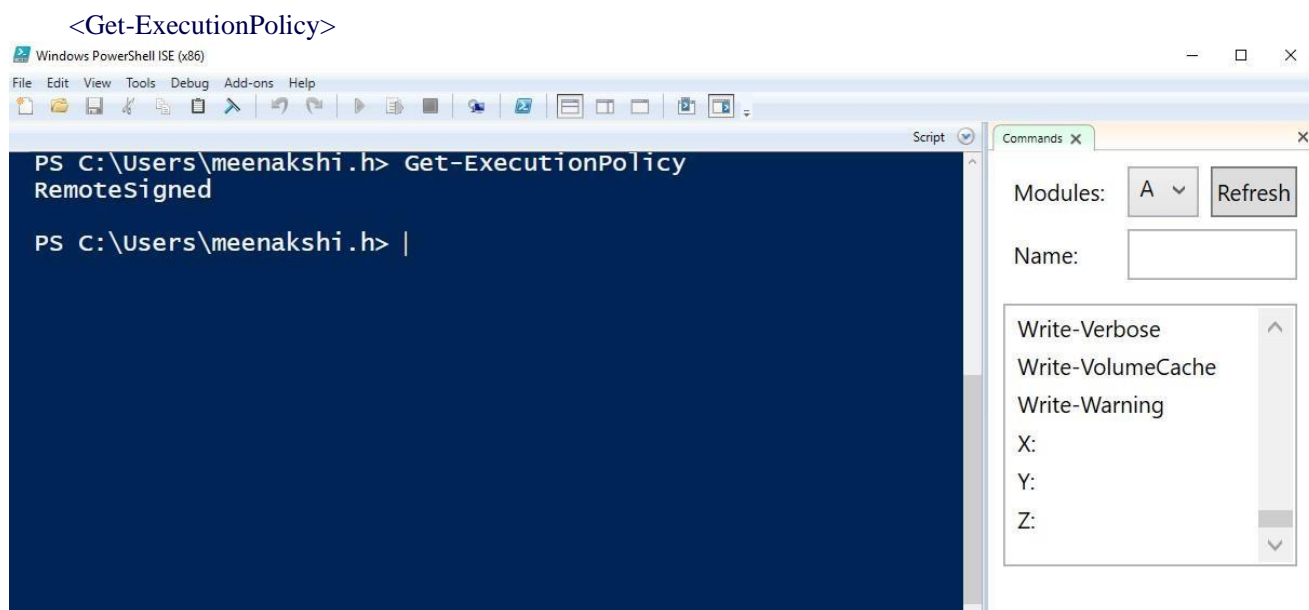 <Get-ExecutionPolicy>
Windows PowerShell ISE (x86)
File Edit View Tools Debug Add-ons Help
Script
Commands X
PS C:\Users\meenakshi.h> Get-ExecutionPolicy
RemoteSigned
PS C:\Users\meenakshi.h>
Modules: A Refresh
Name:
Write-Verbose
Write-VolumeCache
Write-Warning
X:
Y:
Z: